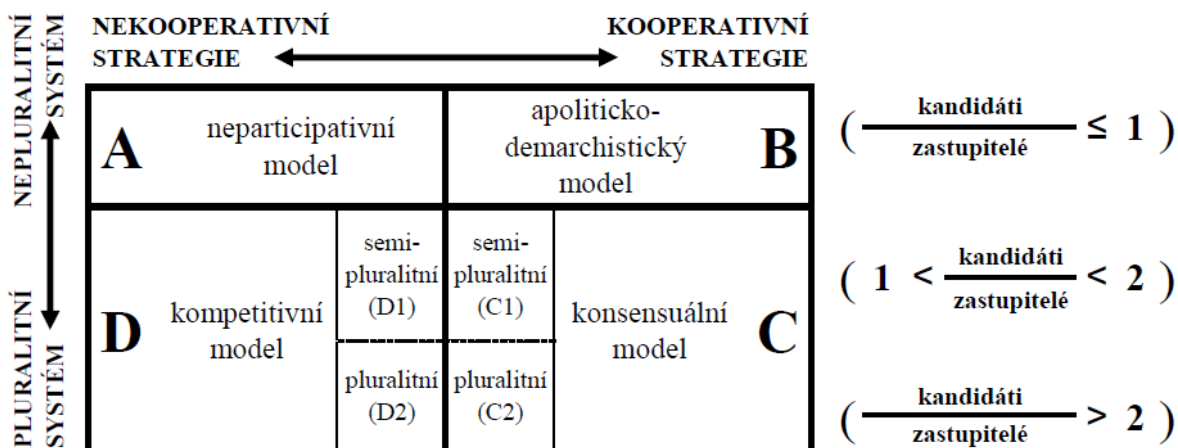 NEKOOPERATIVNÍ
STRATEGIE
KOOPERATIVNÍ
STRATEGIE
NEPLURALITNÍ
SYSTÉM
PLURALITNÍ
SYSTÉM
A
neparticipativní
model
apoliticko-
demarchistický
model
B
D
kompetitivní
model
semi-
pluralitní
(D1)
pluralitní
(D2)
semi-
pluralitní
(C1)
pluralitní
(C2)
konsensuální
model
C
( kandidáti
zastupitelé ≤ 1 )
( 1 < kandidáti
zastupitelé < 2 )
( kandidáti
zastupitelé > 2 )